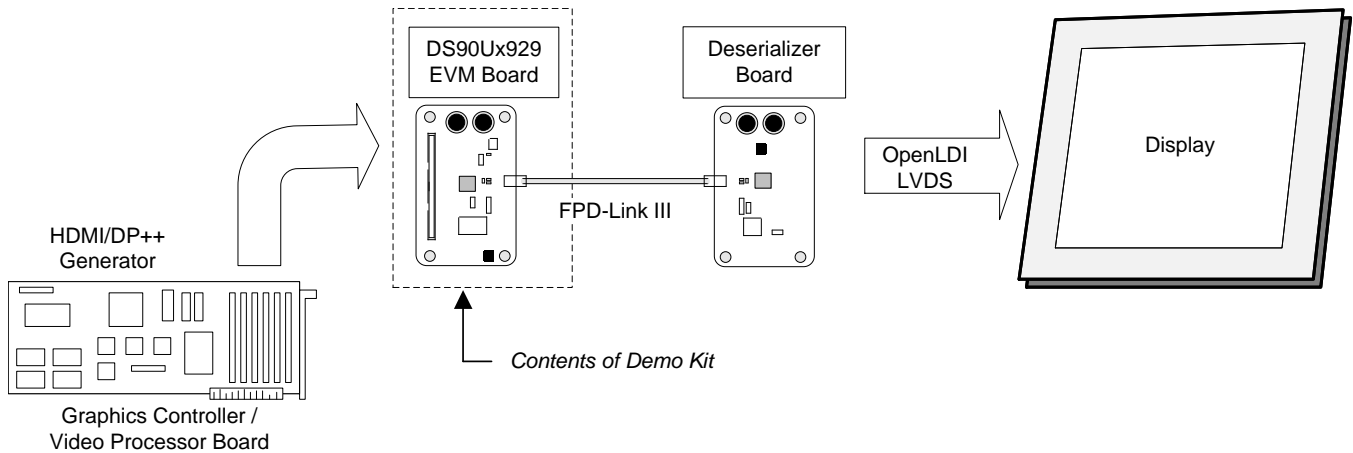 DS90Ux929
EVM Board
Deserializer
Board
Display
OpenLDI
LVDS
FPD-Link III
HDMI/DP++
Generator
Contents of Demo Kit
Graphics Controller /
Video Processor Board